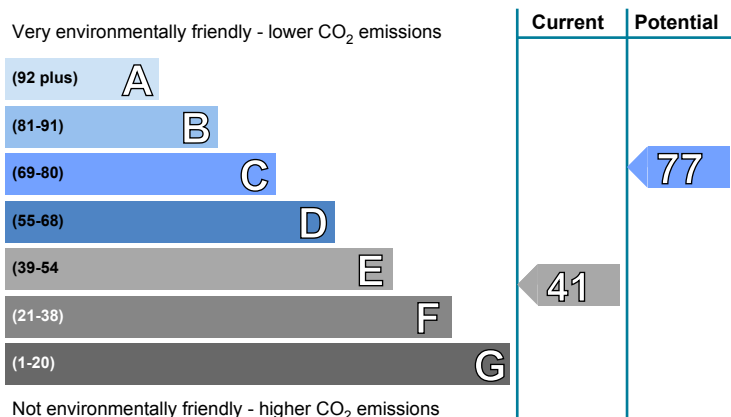 Very environmentally friendly - lower CO₂ emissions
Current
Potential
(92 plus) A
(81-91) B
(69-80) C
77
(55-68) D
(39-54 E
41
(21-38) F
(1-20) G
Not environmentally friendly - higher CO₂ emissions